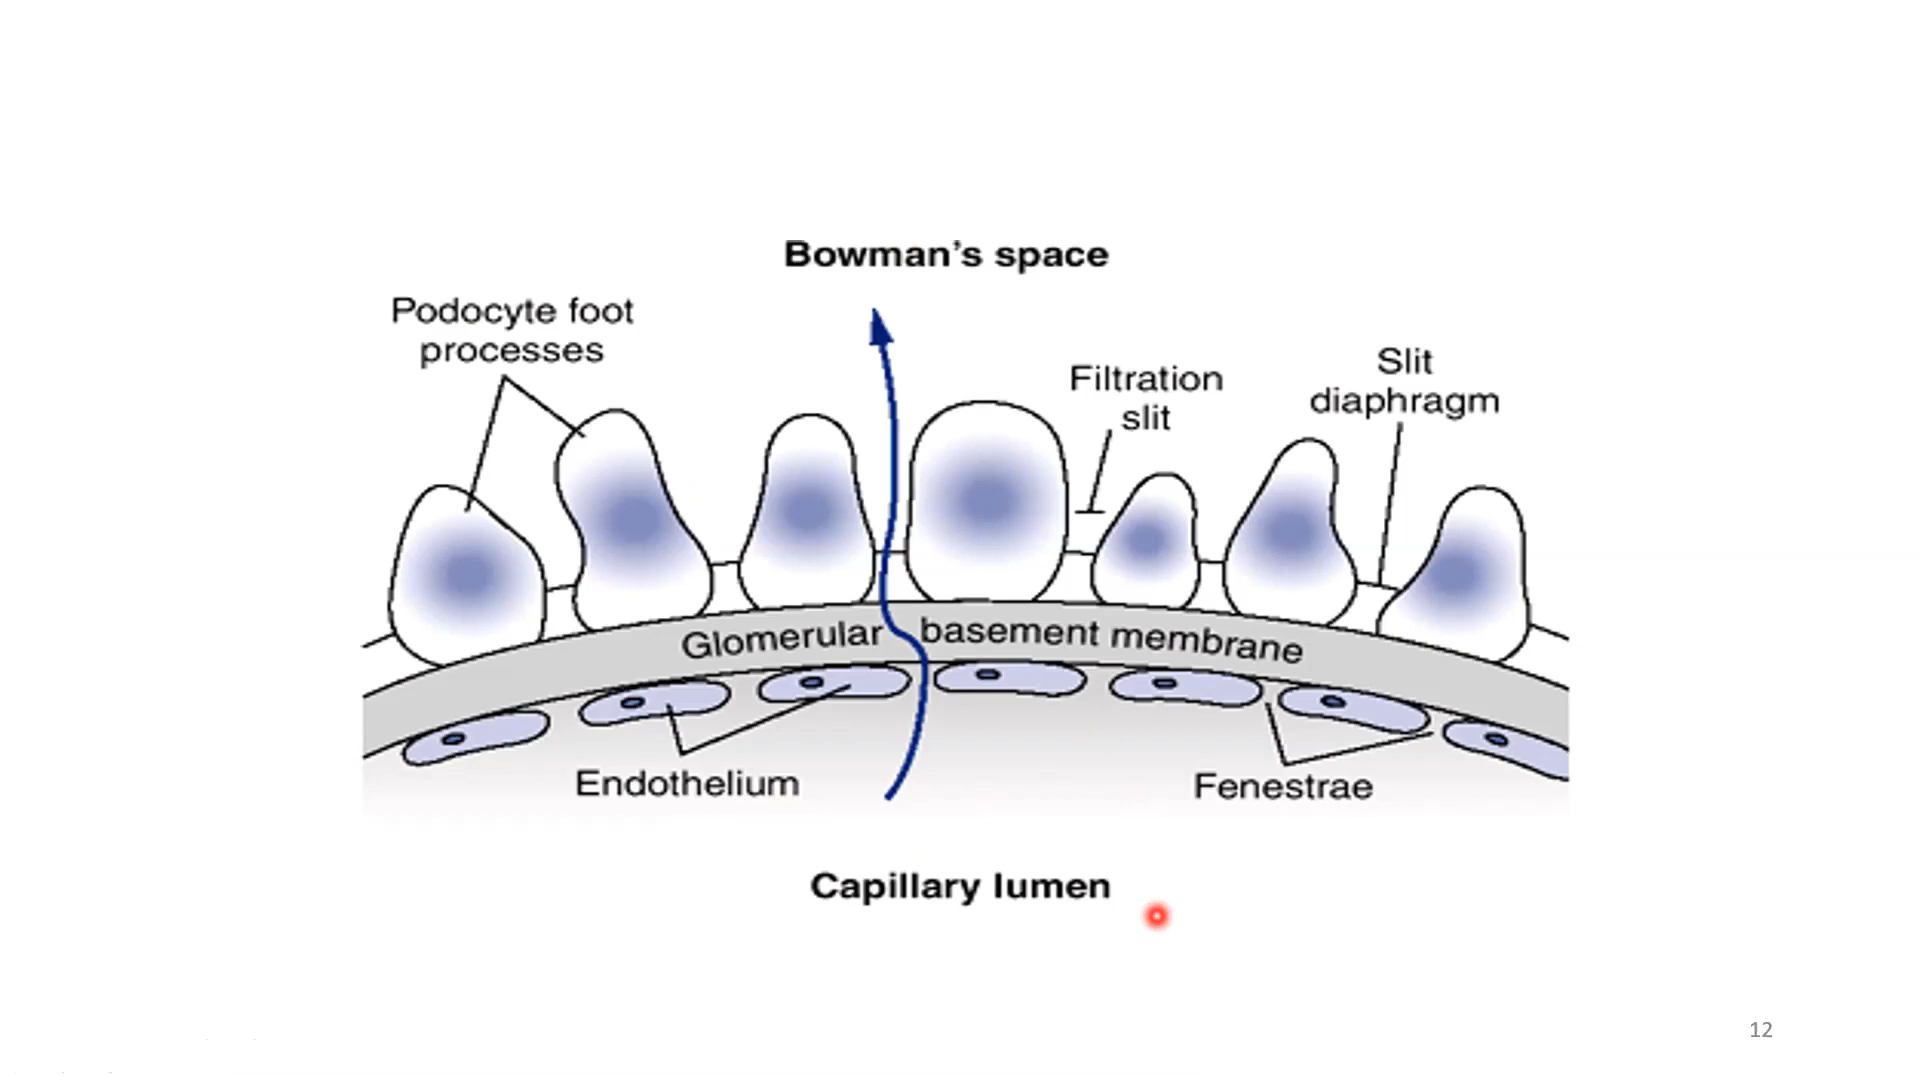 Bowman's space
Podocyte foot
processes
Filtration
slit
Slit
diaphragm
Glomerular basement membrane
Endothelium
Fenestrae
Capillary lumen
12